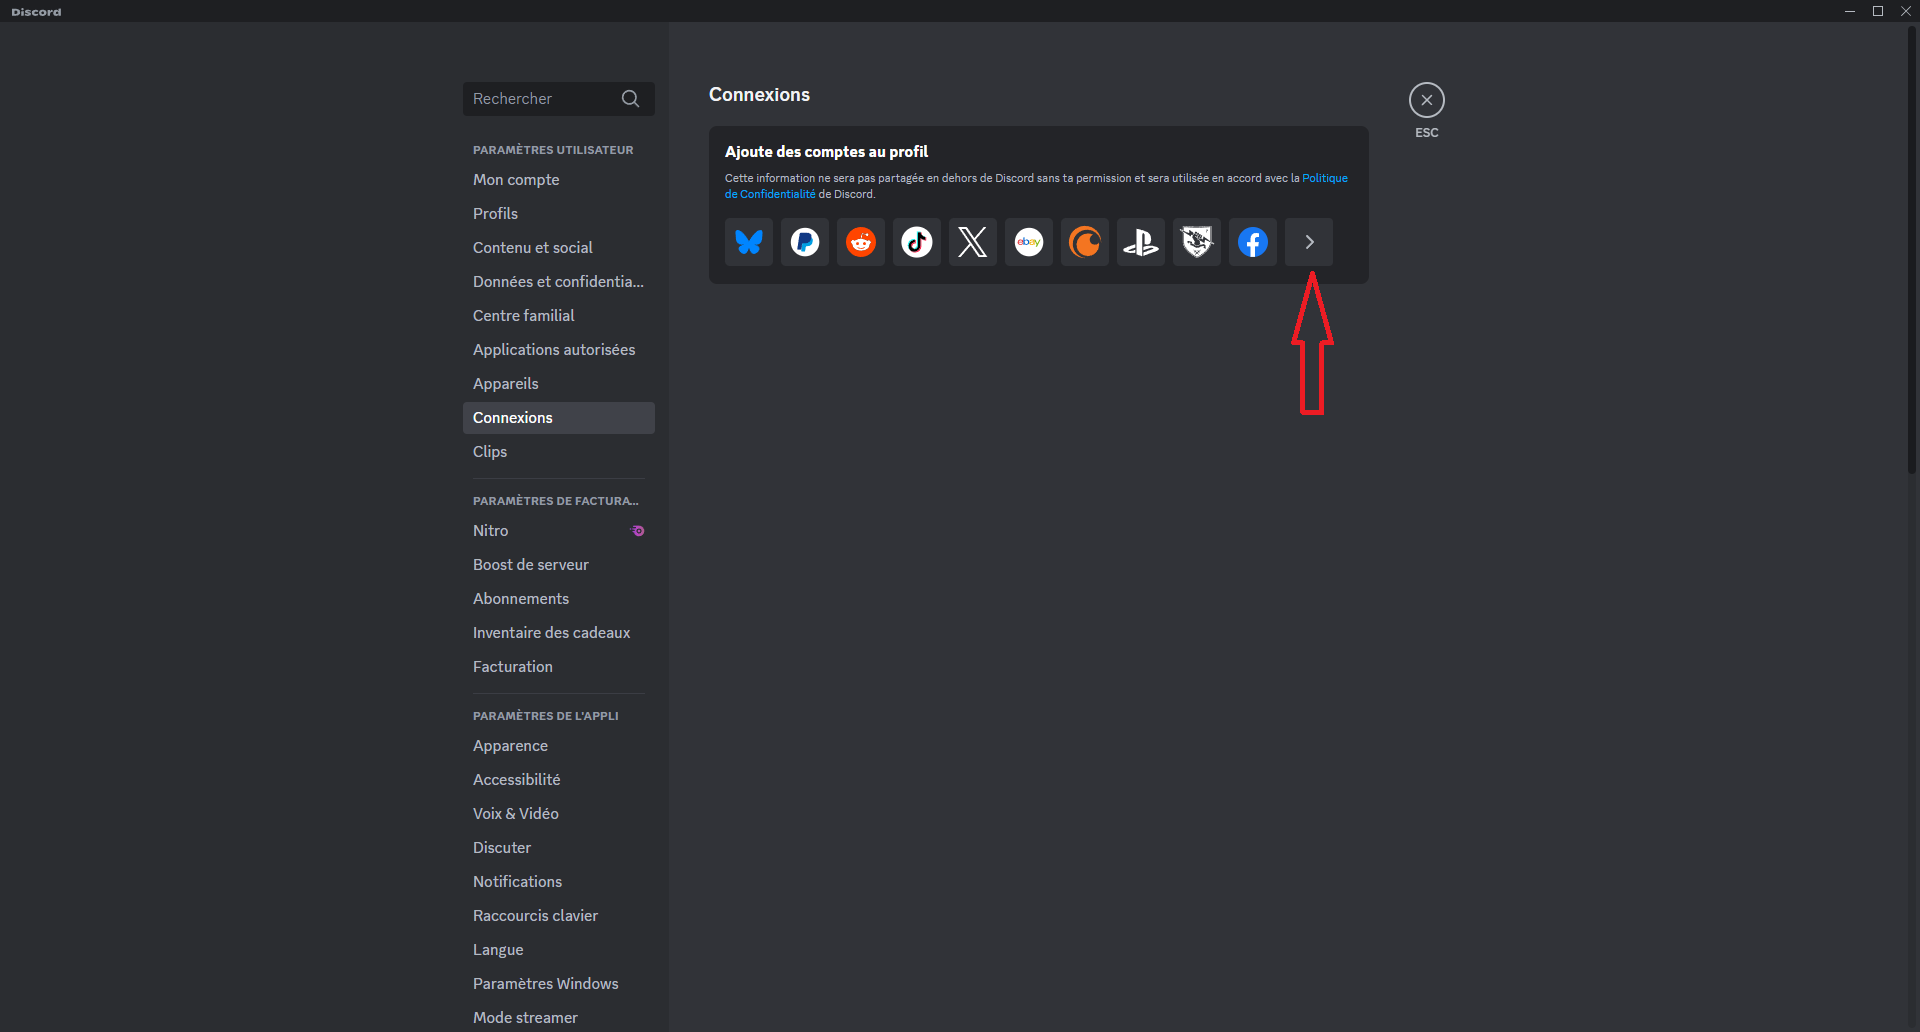 Discord
Rechercher
PARAMÈTRES UTILISATEUR
Mon compte
Profils
Contenu et social
Données et confidentia...
Centre familial
Applications autorisées
Appareils
Connexions
Clips
PARAMÈTRES DE FACTURA...
Nitro
Boost de serveur
Abonnements
Inventaire des cadeaux
Facturation
PARAMÈTRES DE L'APPLI
Apparence
Accessibilité
Voix & Vidéo
Discuter
Notifications
Raccourcis clavier
Langue
Paramètres Windows
Mode streamer
Connexions
Ajoute des comptes au profil
Cette information ne sera pas partagée en dehors de Discord sans ta permission et sera utilisée en accord avec la Politique
de Confidentialité de Discord.
ebay
ESC